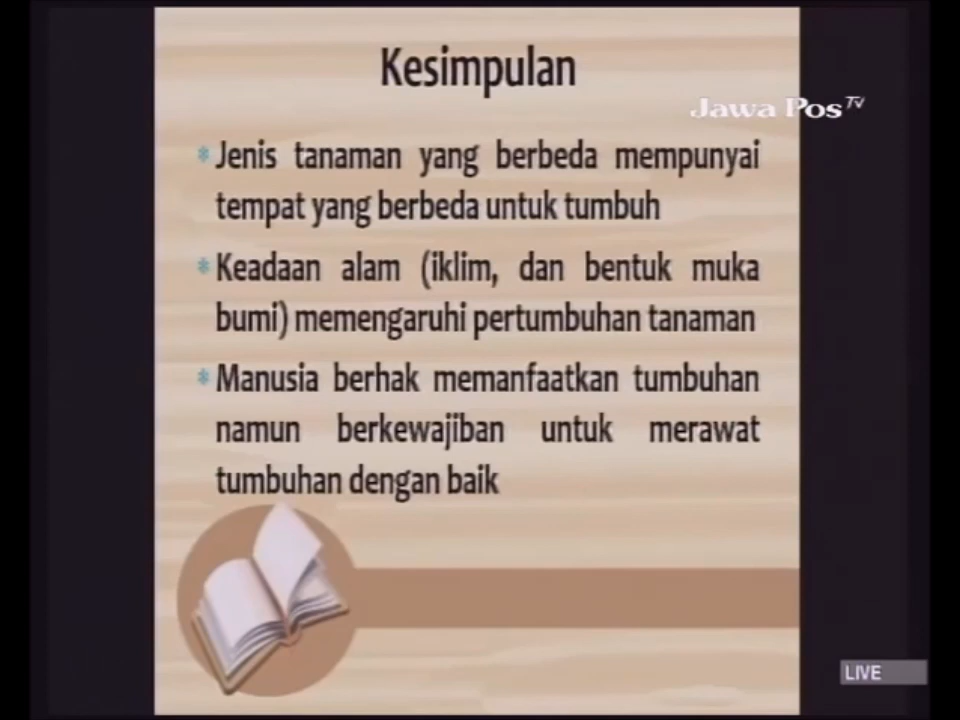 Kesimpulan
Jawa Pos TV
* Jenis tanaman yang berbeda mempunyai
tempat yang berbeda untuk tumbuh
* Keadaan alam (iklim, dan bentuk muka
bumi) memengaruhi pertumbuhan tanaman
* Manusia berhak memanfaatkan tumbuhan
namun berkewajiban untuk merawat
tumbuhan dengan baik
LIVE